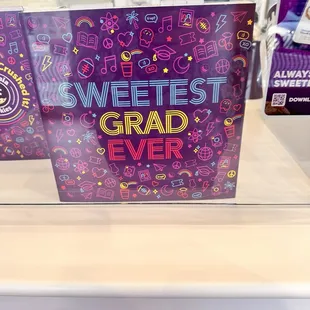 Crushed it!
SWEETEST
GRAD
EVER
ALWAYS
SWEETE
DOWNL